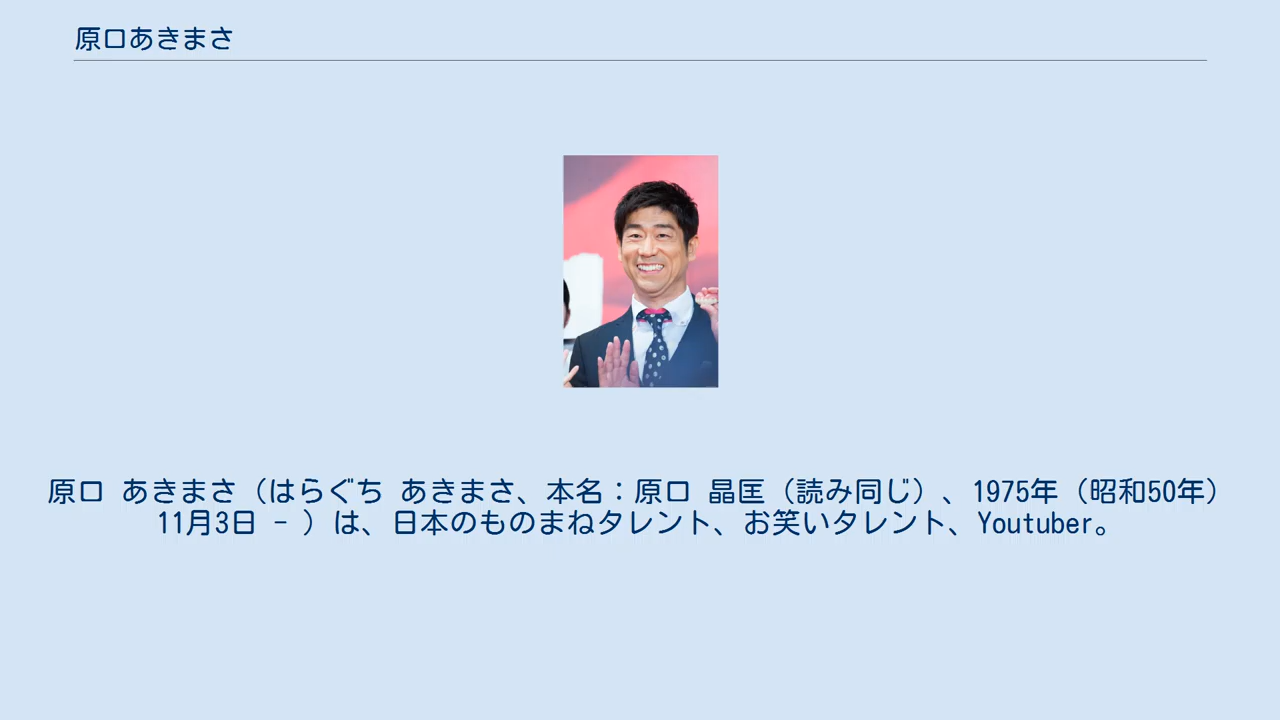 原口あきまさ
原口 あきまさ（はらぐち あきまさ、本名：原口 晶匡（読み同じ）、1975年（昭和50年）
11月3日 - ）は、日本のものまねタレント、お笑いタレント、Youtuber。